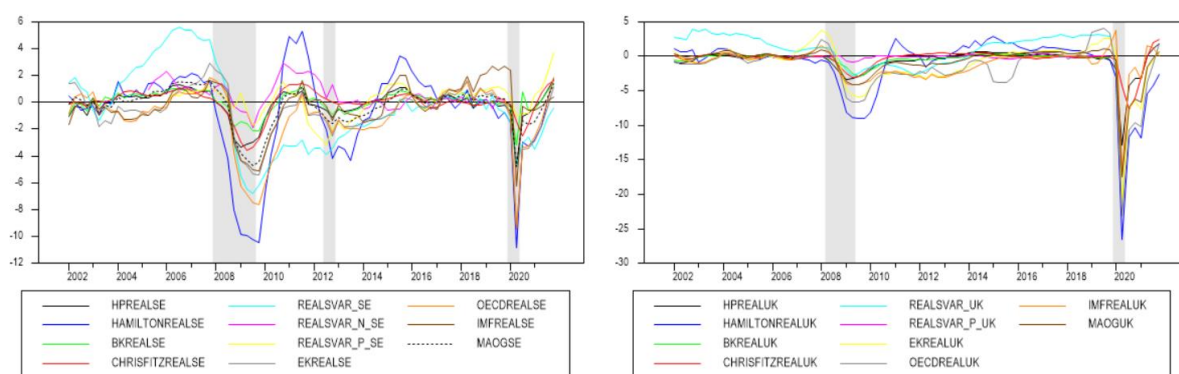 6
4
2
0
-2
-4
-6
-8
-10
-12
2002 2004 2006 2008 2010 2012 2014 2016 2018 2020
HPREALSE REALSVAR_SE OECDREALSE
HAMILTONREALSE REALSVAR_N_SE IMFREALSE
BKREALSE REALSVAR_P_SE MAOGSE
CHRISFITZREALSE EKREALSE
5
0
-5
-10
-15
-20
-25
-30
2002 2004 2006 2008 2010 2012 2014 2016 2018 2020
HPREALUK REALSVAR_UK IMFREALUK
HAMILTONREALUK REALSVAR_P_UK MAOGUK
BKREALUK EKREALUK
CHRISFITZREALUK OECDREALUK